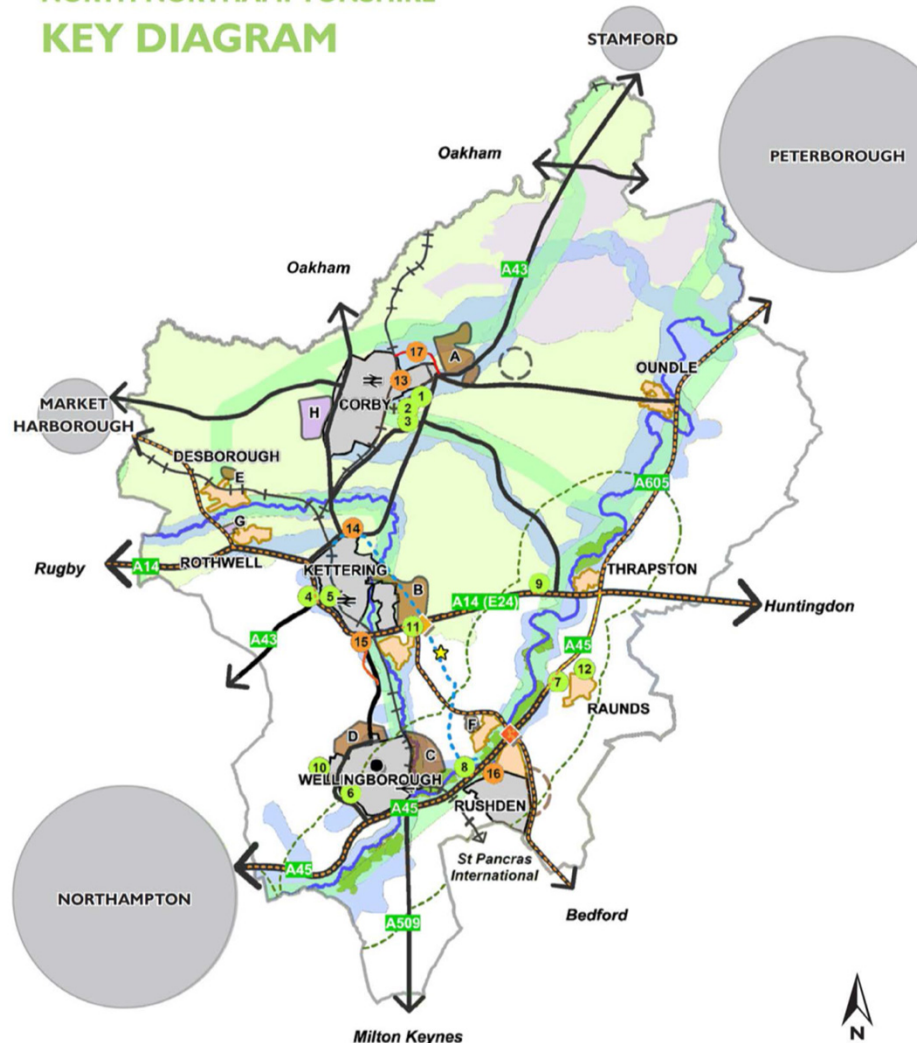 NORTH NORTHAMPTONSHIRE
KEY DIAGRAM
STAMFORD
PETERBOROUGH
Oakham
Oakham
A43
17
A
OUNDLE
13
1
MARKET
HARBOROUGH
H
CORBY
2
3
DESBOROUGH
E
A605
G
14
Rugby
A14
ROTHWELL
KETTERING
THRAPSTON
4
5
B
9
A14 (E24)
Huntingdon
A43
11
15
A45
12
7
RAUNDS
F
D
C
10
WELLINGBOROUGH
8
16
6
A45
RUSHDEN
St Pancras
International
A45
NORTHAMPTON
Bedford
A509
Milton Keynes
N